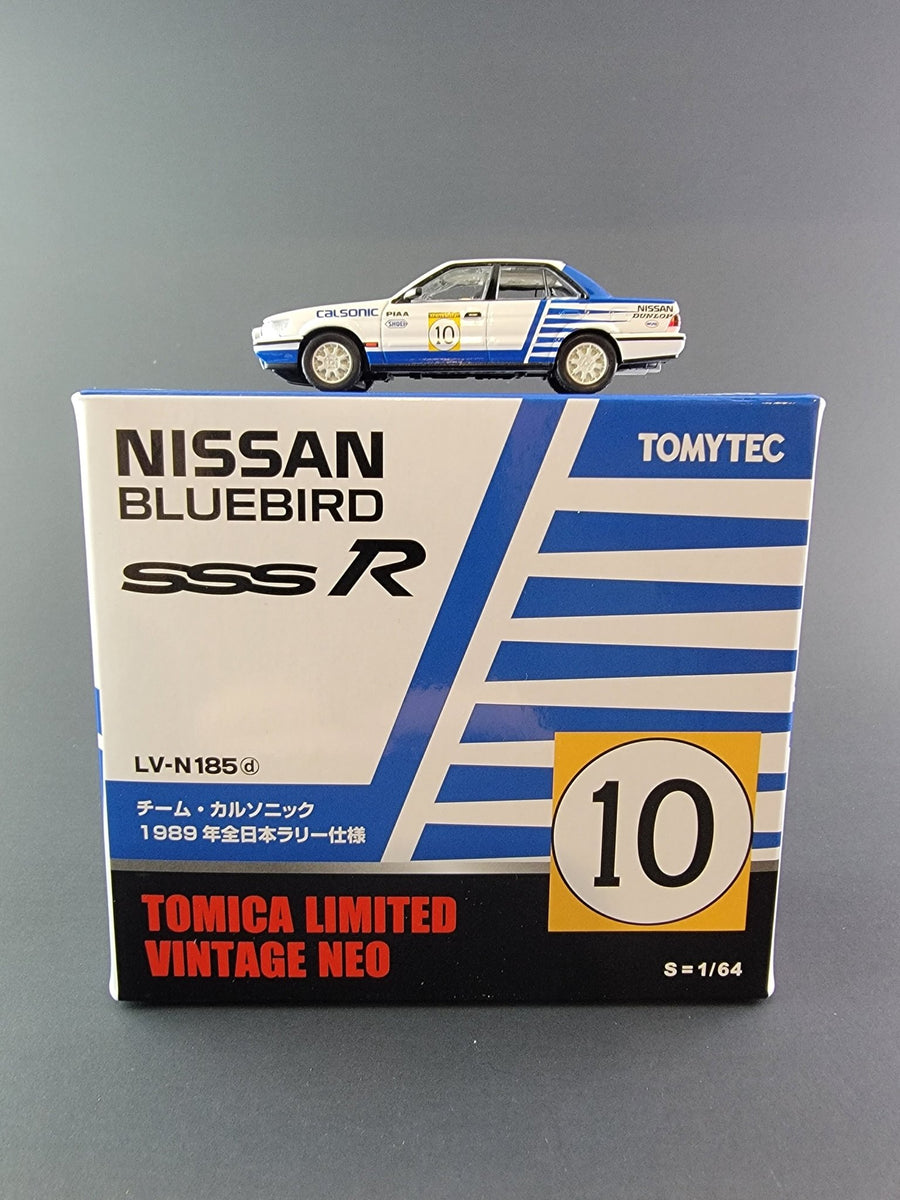 CALSONIC PIAA
SHOEI
10
NISSAN
DUNLOP
NISSAN
BLUEBIRD
SSS R
TOMYTEC
LV-N185ⓓ
チーム・カルソニック
1989年全日本ラリー仕様
10
TOMICA LIMITED
VINTAGE NEO
S=1/64